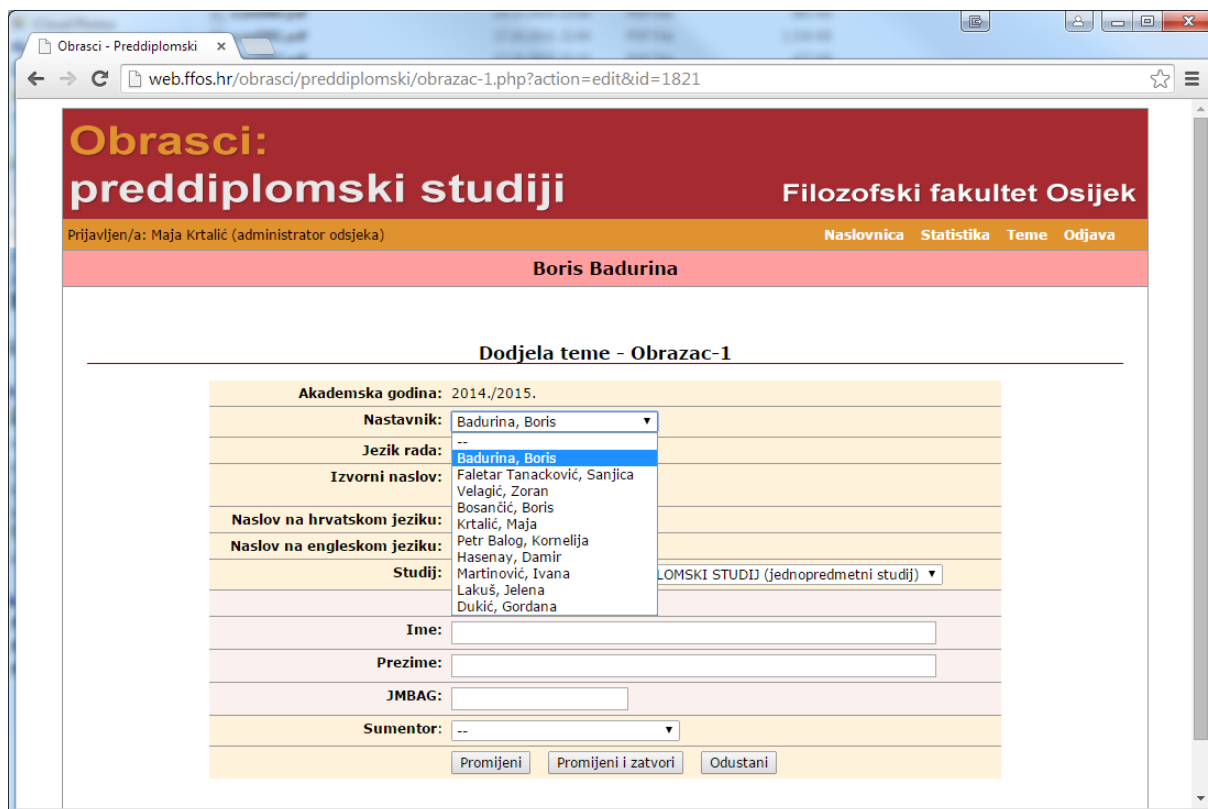 Obrasci - Preddiplomski
web.ffos.hr/obrasci/preddiplomski/obrazac-1.php?action=edit&id=1821
Obrasci:
preddiplomski studiji
Filozofski fakultet Osijek
Prijavljen/a: Maja Krtalić (administrator odsjeka)
Naslovnica Statistika Teme Odjava
Boris Badurina
Dodjela teme - Obrazac-1
Akademska godina: 2014./2015.
Nastavnik: Badurina, Boris
--
Jezik rada:
Badurina, Boris
Izvorni naslov:
Faletar Tanacković, Sanjica
Velagić, Zoran
Bosančić, Boris
Naslov na hrvatskom jeziku:
Krtalić, Maja
Naslov na engleskom jeziku:
Petr Balog, Kornelija
Hasenay, Damir
Studij:
Martinović, Ivana
LOMSKI STUDIJ (jednopredmetni studij)
Lakuš, Jelena
Dukić, Gordana
Ime:
Prezime:
JMBAG:
Sumentor: --
Promijeni Promijeni i zatvori Odustani